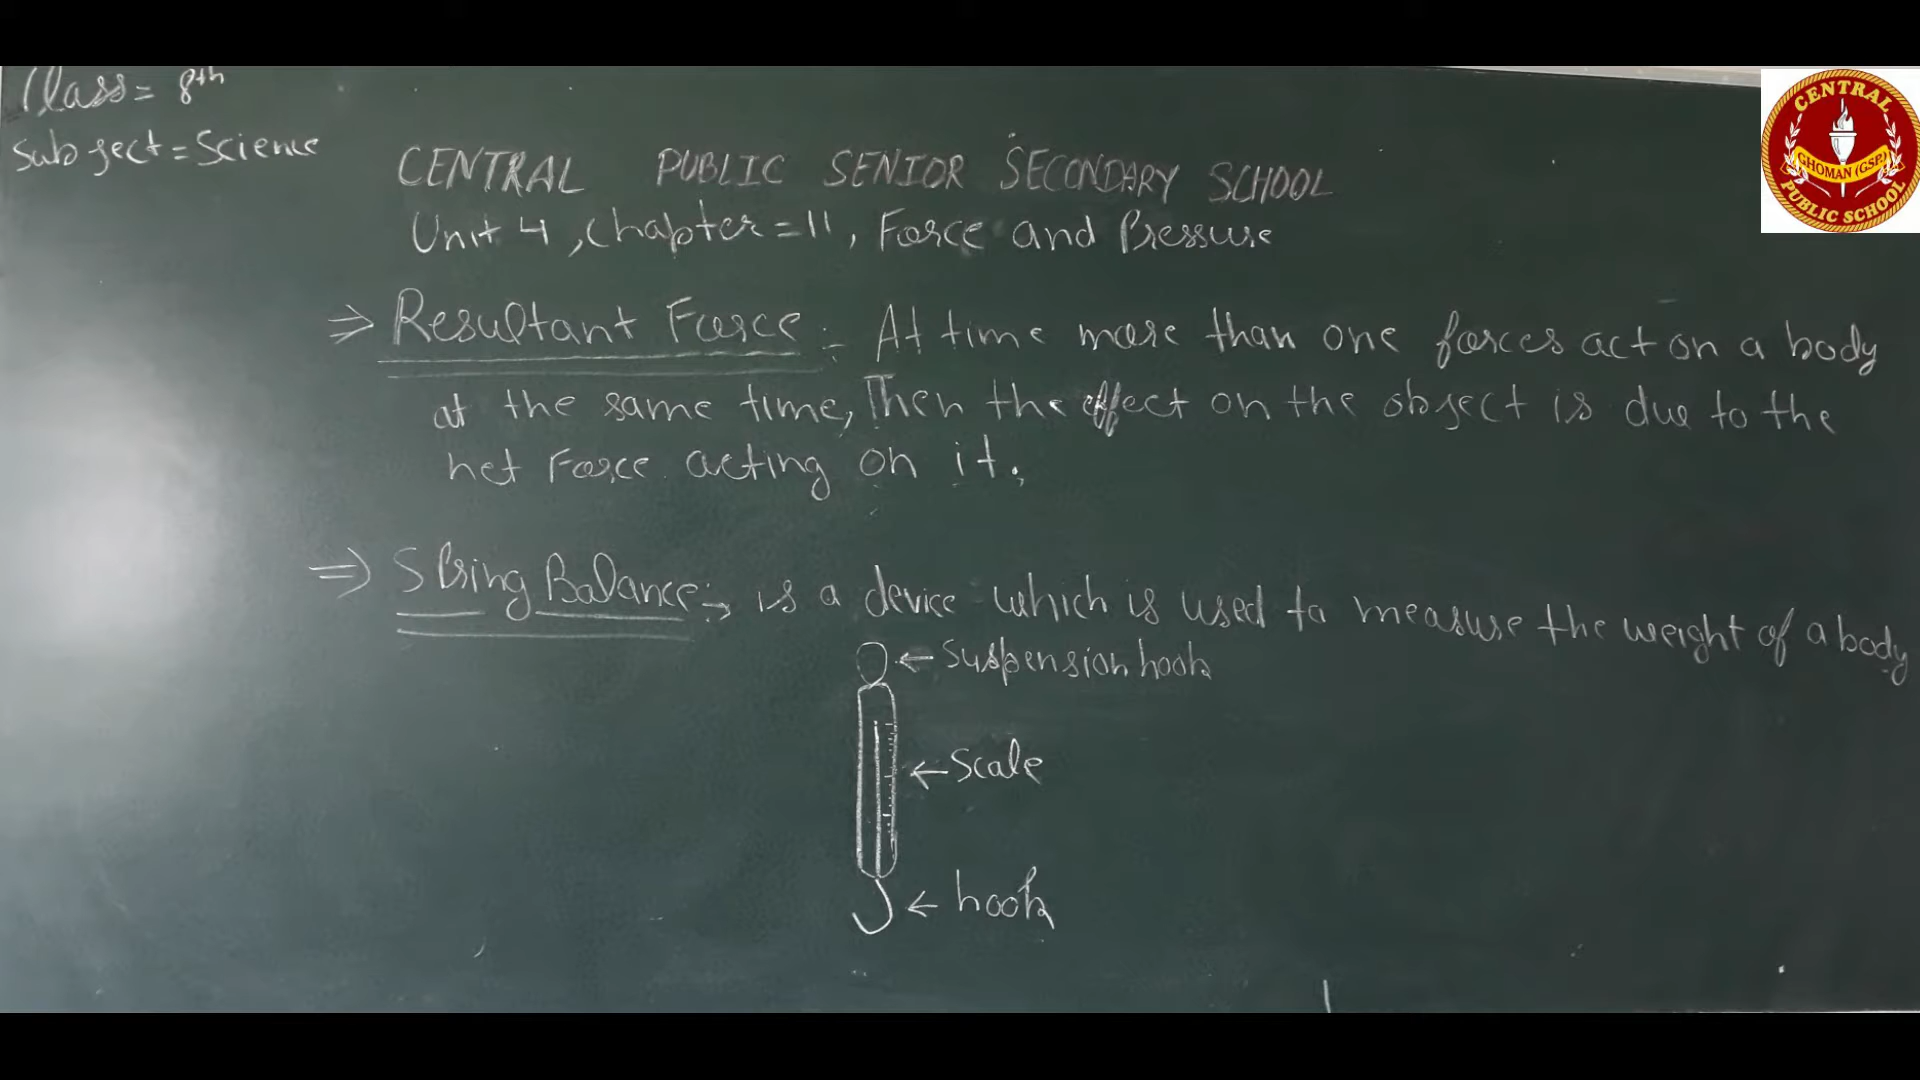 Class = 8th
Subject = Science
CENTRAL PUBLIC SENIOR SECONDARY SCHOOL
Unit 4, Chapter = 11, Force and Pressure
⇒ Resultant Force :- At time more than one forces act on a body
at the same time, Then the effect on the object is due to the
net Force acting on it.
⇒ Spring Balance :→ is a device which is used to measure the weight of a body
← Suspension hook
← Scale
← hook
CENTRAL
GHOMAN (GSP.)
PUBLIC SCHOOL